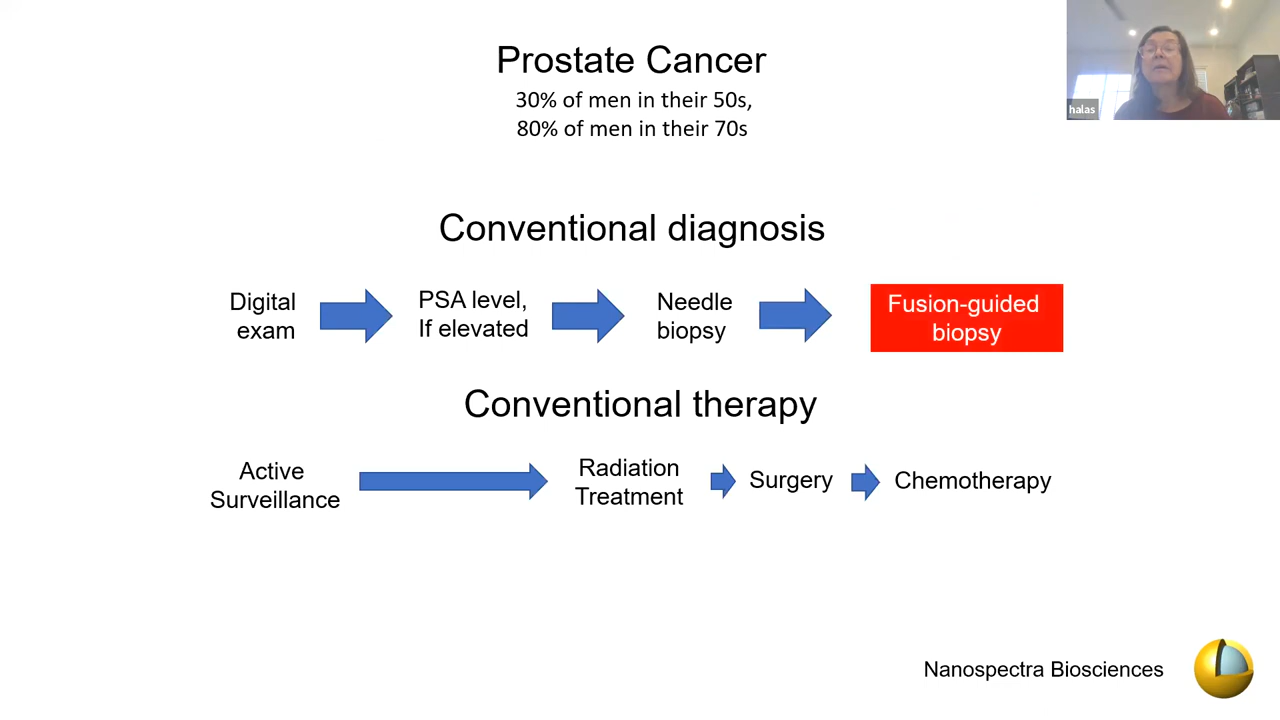 Prostate Cancer
30% of men in their 50s,
80% of men in their 70s
halas
Conventional diagnosis
Digital
exam
PSA level,
If elevated
Needle
biopsy
Fusion-guided
biopsy
Conventional therapy
Active
Surveillance
Radiation
Treatment
Surgery
Chemotherapy
Nanospectra Biosciences